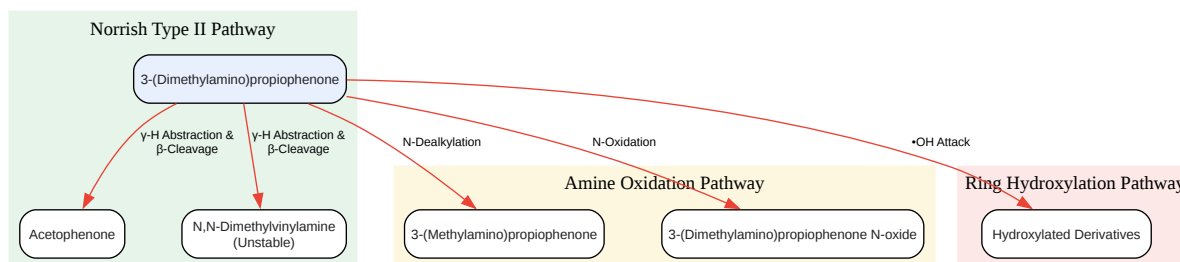 Norrish Type II Pathway
3-(Dimethylamino)propiophenone
γ-H Abstraction &
β-Cleavage
γ-H Abstraction &
β-Cleavage
N-Dealkylation
N-Oxidation
•OH Attack
Amine Oxidation Pathway
Ring Hydroxylation Pathway
Acetophenone
N,N-Dimethylvinylamine
(Unstable)
3-(Methylamino)propiophenone
3-(Dimethylamino)propiophenone N-oxide
Hydroxylated Derivatives